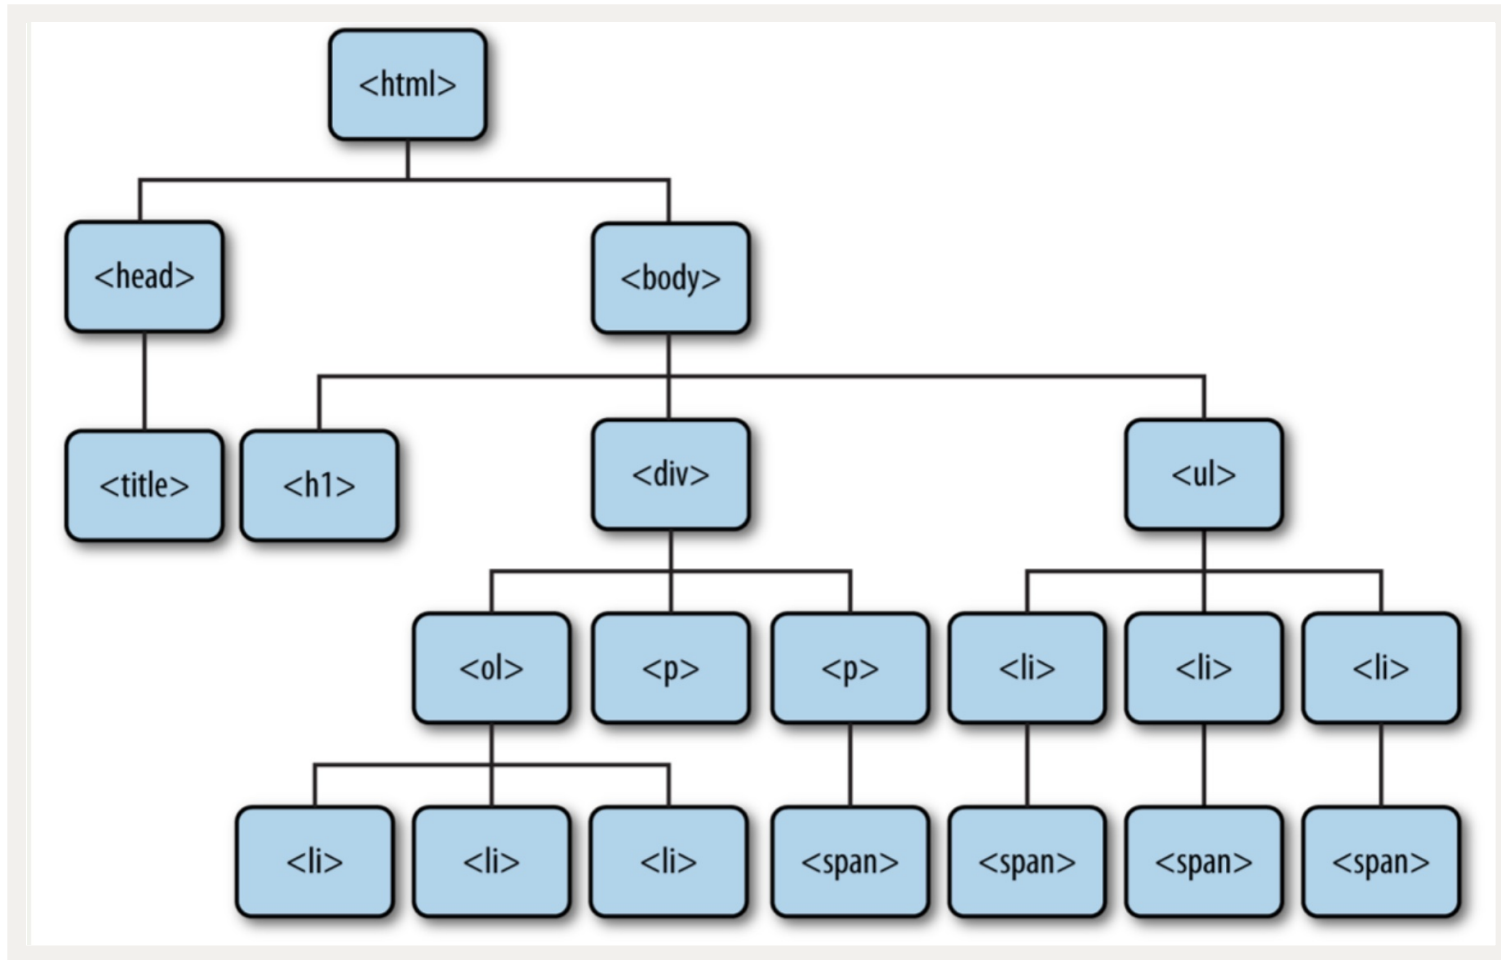 <html>
<head>
<body>
<title>
<h1>
<div>
<ul>
<ol>
<p>
<p>
<li>
<li>
<li>
<li>
<li>
<li>
<span>
<span>
<span>
<span>